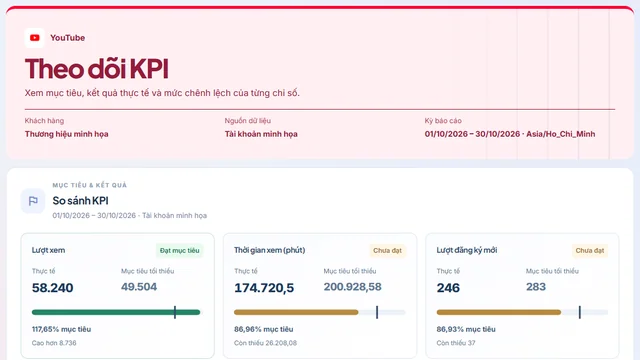 YouTube
Theo dõi KPI
Xem mục tiêu, kết quả thực tế và mức chênh lệch của từng chỉ số.
Khách hàng
Thương hiệu minh họa
Nguồn dữ liệu
Tài khoản minh họa
Kỳ báo cáo
01/10/2026 – 30/10/2026 · Asia/Ho_Chi_Minh
MỤC TIÊU & KẾT QUẢ
So sánh KPI
01/10/2026 – 30/10/2026 · Tài khoản minh họa
Lượt xem
Đạt mục tiêu
Thực tế
Mục tiêu tối thiểu
58.240
49.504
117,65% mục tiêu
Cao hơn 8.736
Thời gian xem (phút)
Chưa đạt
Thực tế
Mục tiêu tối thiểu
174.720,5
200.928,58
86,96% mục tiêu
Còn thiếu 26.208,08
Lượt đăng ký mới
Chưa đạt
Thực tế
Mục tiêu tối thiểu
246
283
86,93% mục tiêu
Còn thiếu 37